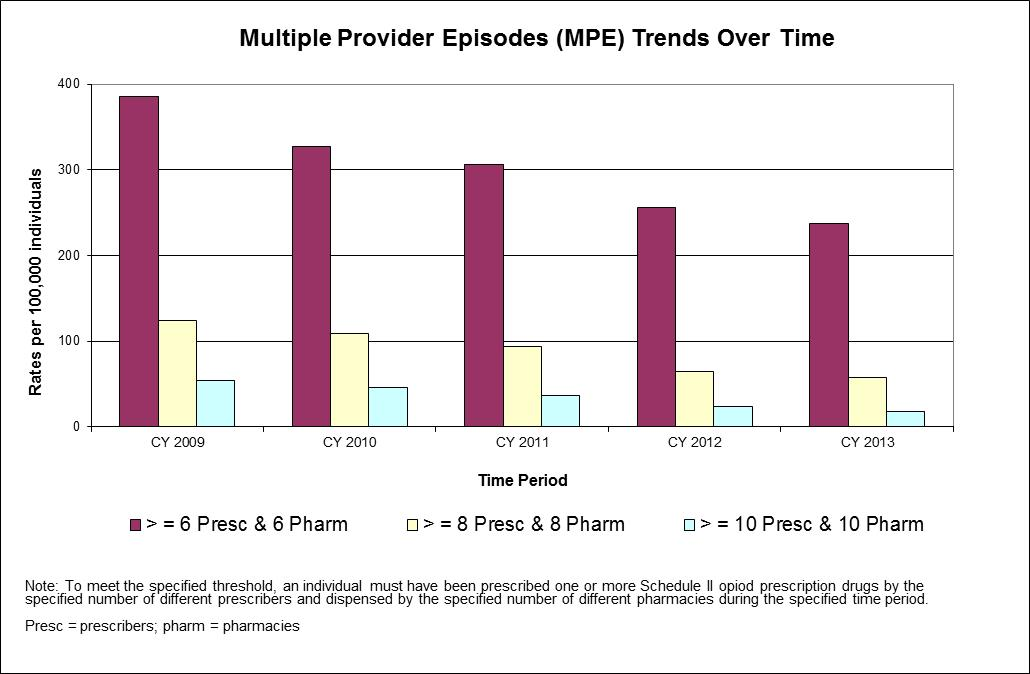 Multiple Provider Episodes (MPE) Trends Over Time
400
300
200
100
0
Rates per 100,000 individuals
CY 2009 CY 2010 CY 2011 CY 2012 CY 2013
Time Period
> = 6 Presc & 6 Pharm > = 8 Presc & 8 Pharm > = 10 Presc & 10 Pharm
Note: To meet the specified threshold, an individual must have been prescribed one or more Schedule II opiod prescription drugs by the
specified number of different prescribers and dispensed by the specified number of different pharmacies during the specified time period.
Presc = prescribers; pharm = pharmacies